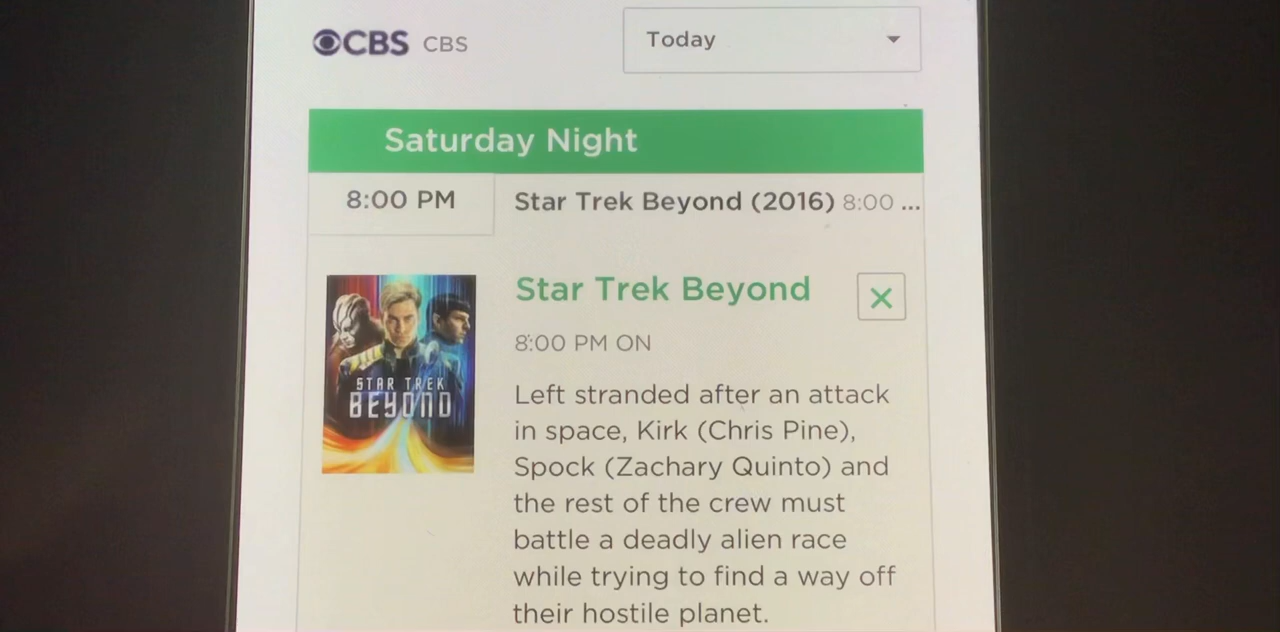 CBS CBS
Today
Saturday Night
8:00 PM
Star Trek Beyond (2016) 8:00 ...
STAR TREK
BEYOND
Star Trek Beyond
8:00 PM ON
Left stranded after an attack
in space, Kirk (Chris Pine),
Spock (Zachary Quinto) and
the rest of the crew must
battle a deadly alien race
while trying to find a way off
their hostile planet.